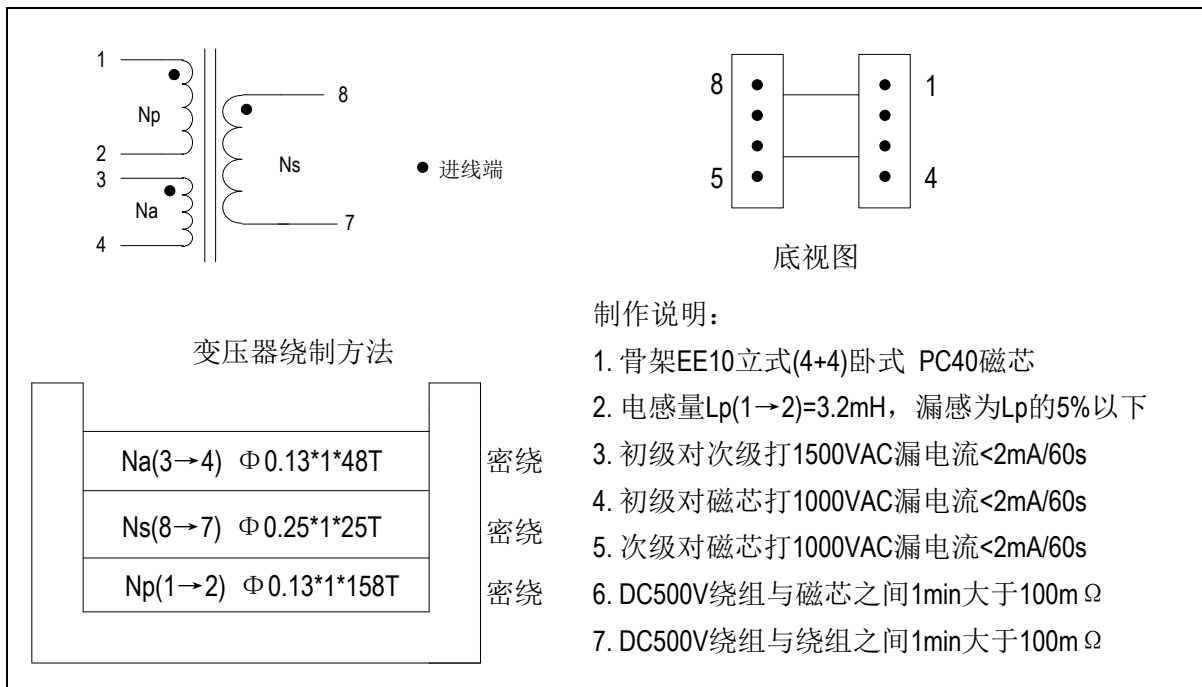 1
Np
2
3
Na
4
8
Ns
7
● 进线端
8
1
5
4
底视图
变压器绕制方法
Na(3→4) Φ0.13*1*48T 密绕
Ns(8→7) Φ0.25*1*25T 密绕
Np(1→2) Φ0.13*1*158T 密绕
制作说明:
1. 骨架EE10立式(4+4)卧式 PC40磁芯
2. 电感量Lp(1→2)=3.2mH，漏感为Lp的5%以下
3. 初级对次级打1500VAC漏电流<2mA/60s
4. 初级对磁芯打1000VAC漏电流<2mA/60s
5. 次级对磁芯打1000VAC漏电流<2mA/60s
6. DC500V绕组与磁芯之间1min大于100mΩ
7. DC500V绕组与绕组之间1min大于100mΩ